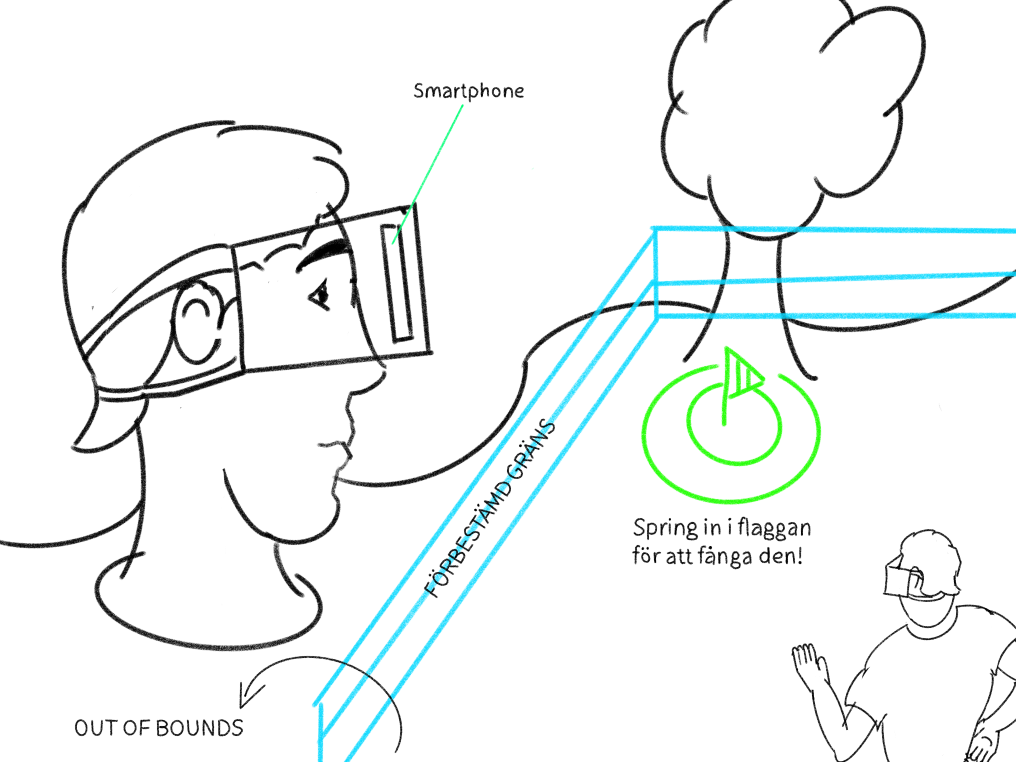 Smartphone
FÖRBESTÄMD GRÄNS
Spring in i flaggan
för att fånga den!
OUT OF BOUNDS